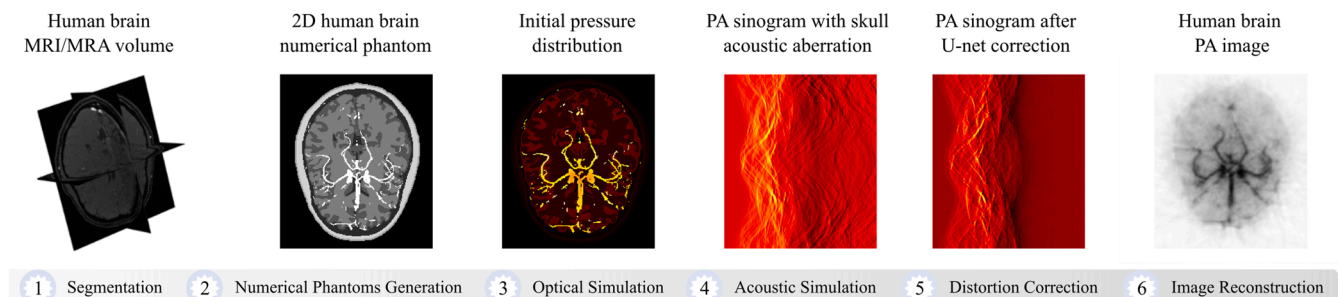 Human brain
MRI/MRA volume
2D human brain
numerical phantom
Initial pressure
distribution
PA sinogram with skull
acoustic aberration
PA sinogram after
U-net correction
Human brain
PA image
1 Segmentation 2 Numerical Phantoms Generation 3 Optical Simulation 4 Acoustic Simulation 5 Distortion Correction 6 Image Reconstruction